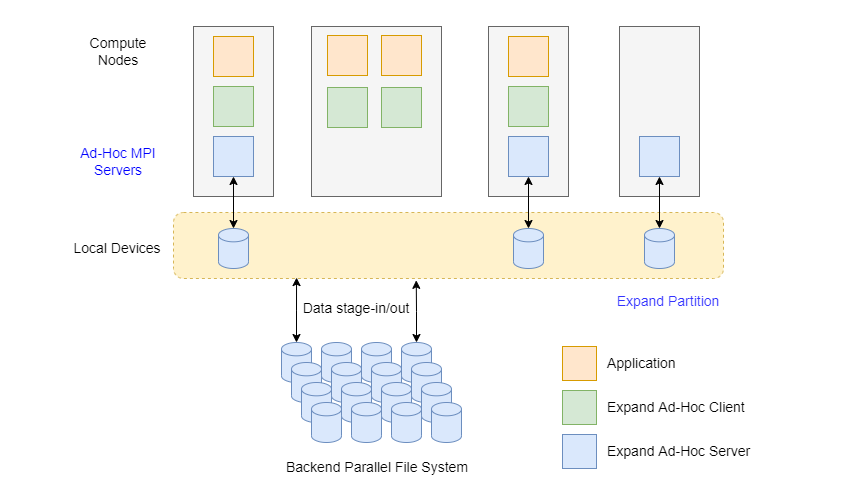 Compute
Nodes
Ad-Hoc MPI
Servers
Local Devices
Expand Partition
Data stage-in/out
Application
Expand Ad-Hoc Client
Expand Ad-Hoc Server
Backend Parallel File System